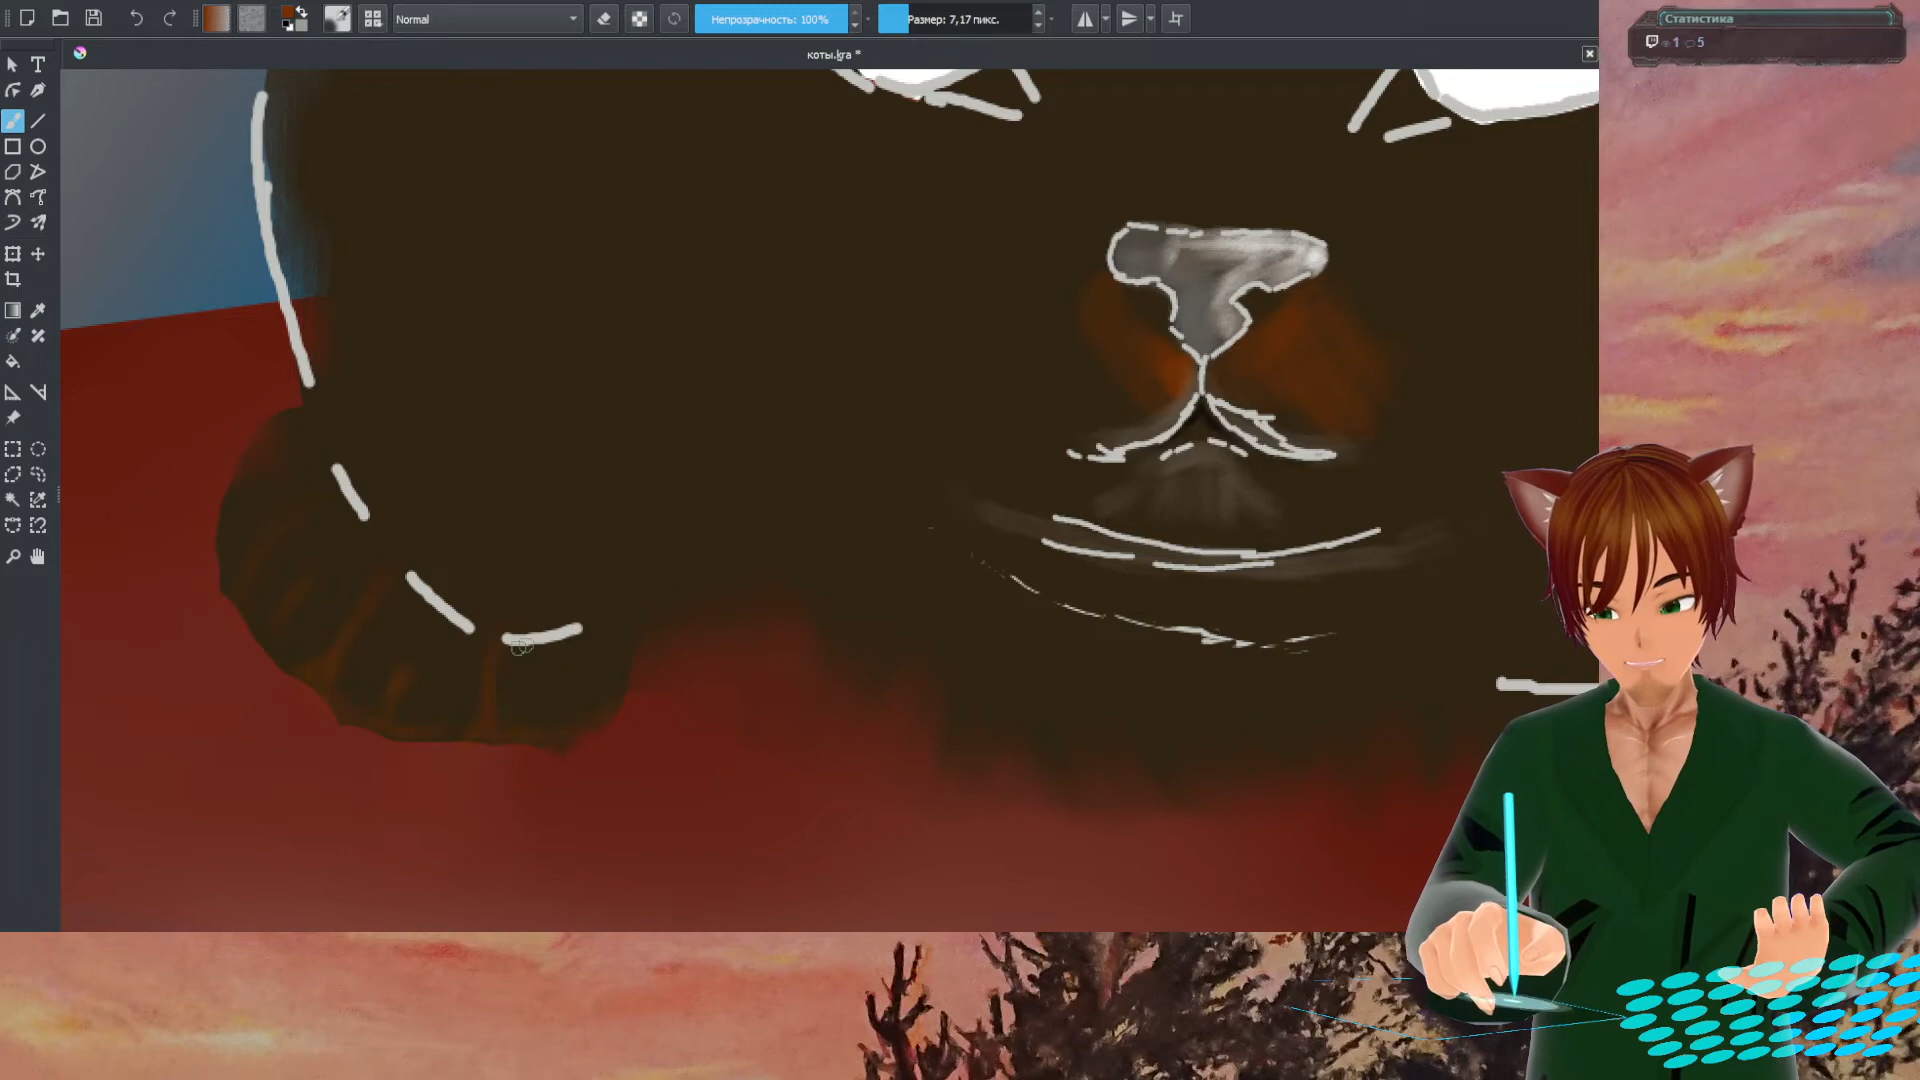 Normal
Непрозрачность: 100%
Размер: 7,17 пикс.
Статистика
коты.kra *
1 5